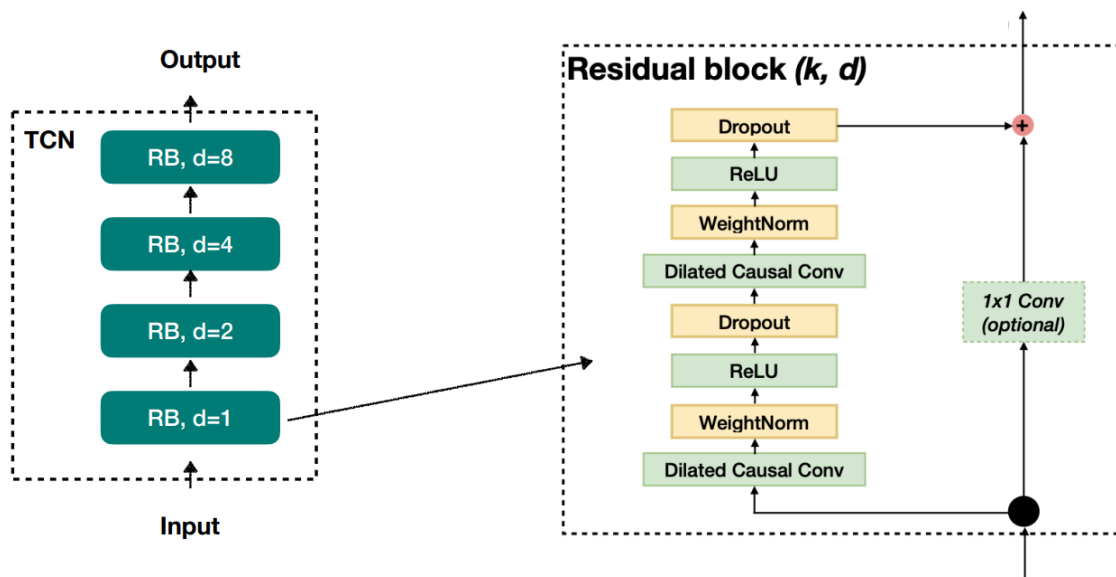 Output
TCN
RB, d=8
RB, d=4
RB, d=2
RB, d=1
Input
Residual block (k, d)
Dropout
ReLU
WeightNorm
Dilated Causal Conv
Dropout
ReLU
WeightNorm
Dilated Causal Conv
+
1x1 Conv
(optional)